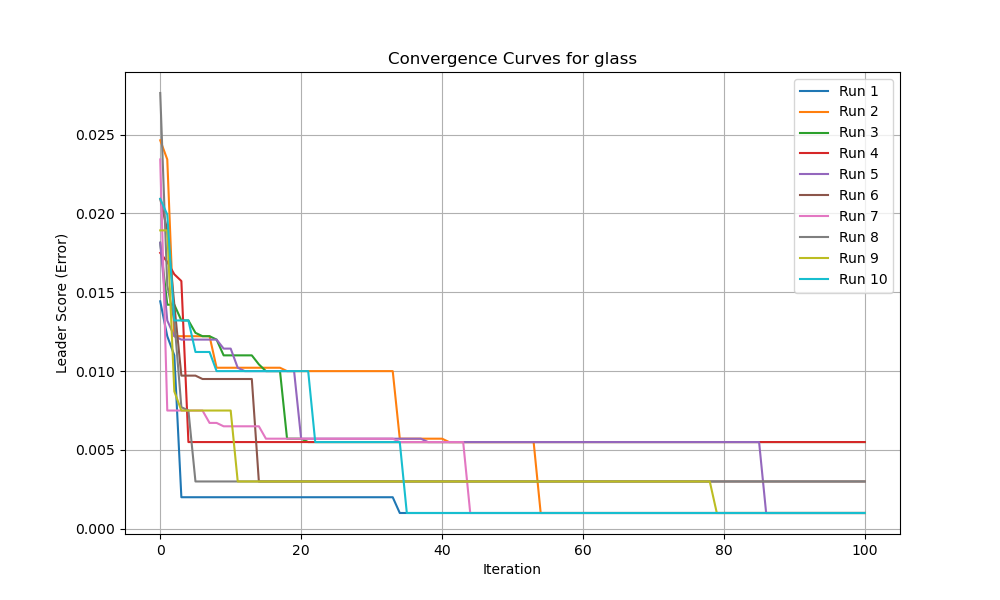 Convergence Curves for glass
Leader Score (Error)
0.025
0.020
0.015
0.010
0.005
0.000
0 20 40 60 80 100
Iteration
Run 1
Run 2
Run 3
Run 4
Run 5
Run 6
Run 7
Run 8
Run 9
Run 10